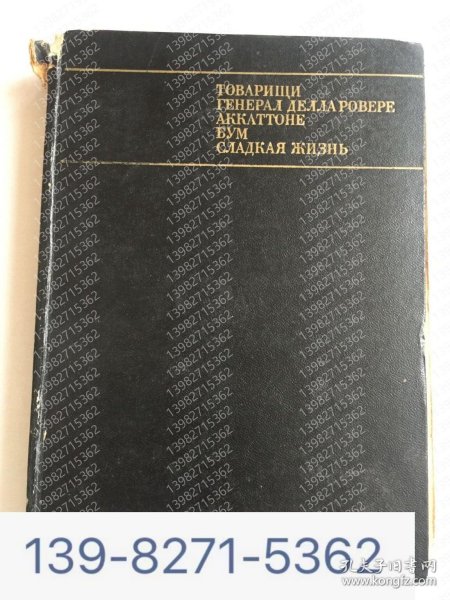 ТОВАРИЩИ
ГЕНЕРАЛ ДЕЛЛА РОВЕРЕ
АККАТТОНЕ
БУМ
СЛАДКАЯ ЖИЗНЬ
13982715362
139-8271-5362
孔夫子旧书网
www.kongfz.com